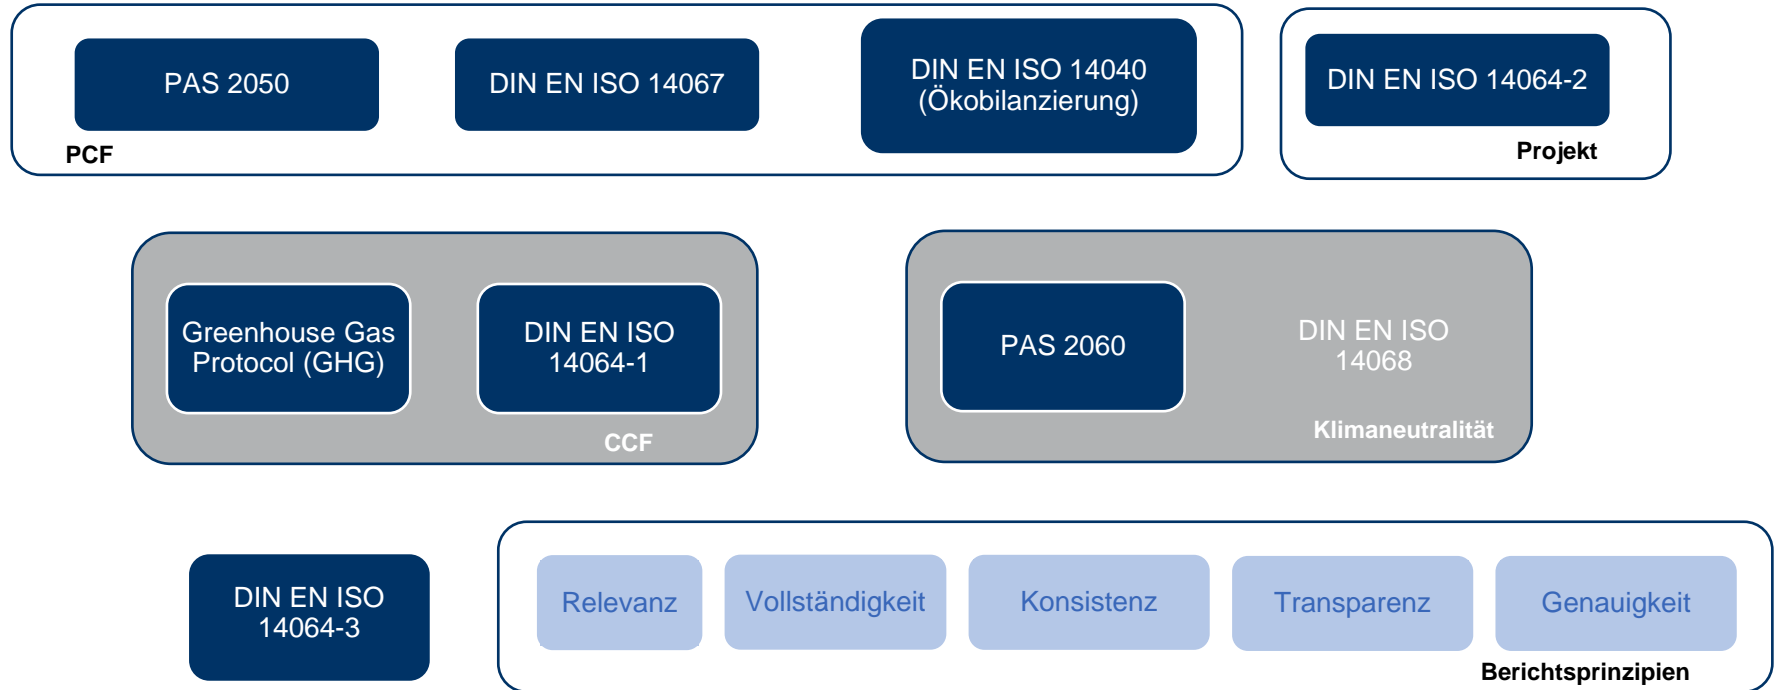 PAS 2050
DIN EN ISO 14067
DIN EN ISO 14040
(Ökobilanzierung)
PCF
DIN EN ISO 14064-2
Projekt
Greenhouse Gas
Protocol (GHG)
DIN EN ISO
14064-1
CCF
PAS 2060
DIN EN ISO
14068
Klimaneutralität
DIN EN ISO
14064-3
Relevanz
Vollständigkeit
Konsistenz
Transparenz
Genauigkeit
Berichtsprinzipien